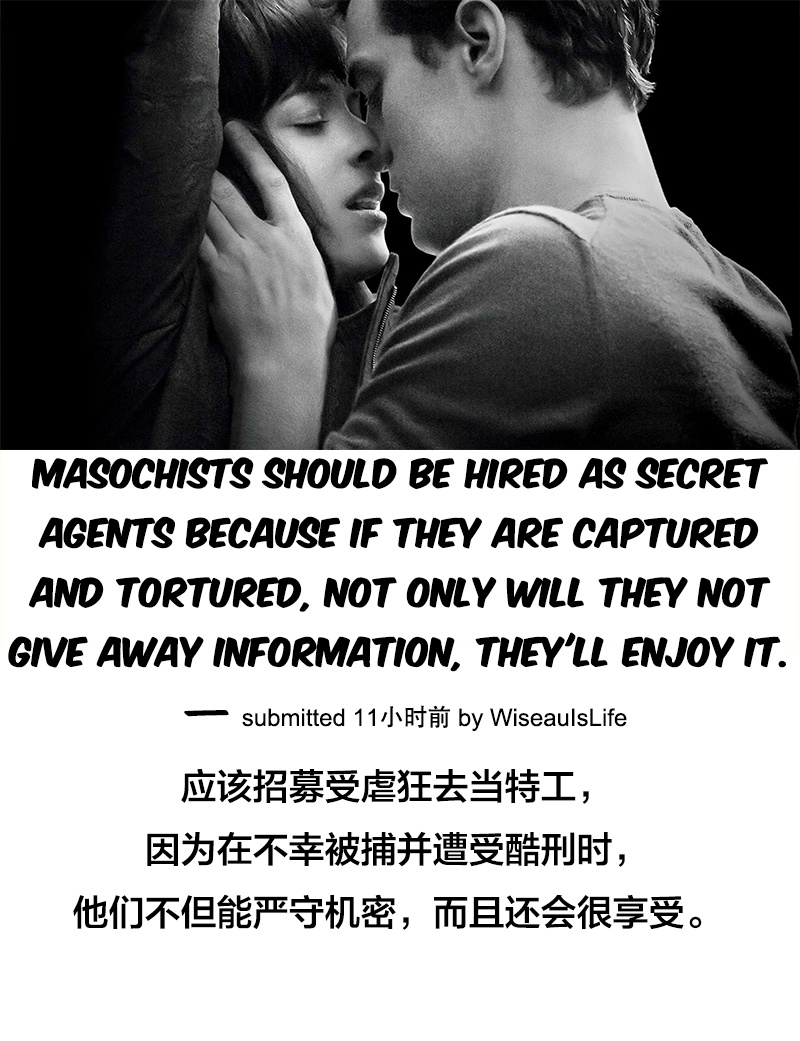 MASOCHISTS SHOULD BE HIRED AS SECRET
AGENTS BECAUSE IF THEY ARE CAPTURED
AND TORTURED, NOT ONLY WILL THEY NOT
GIVE AWAY INFORMATION, THEY'LL ENJOY IT.
— submitted 11小时前 by WiseauIsLife
应该招募受虐狂去当特工，
因为在不幸被捕并遭受酷刑时，
他们不但能严守机密，而且还会很享受。